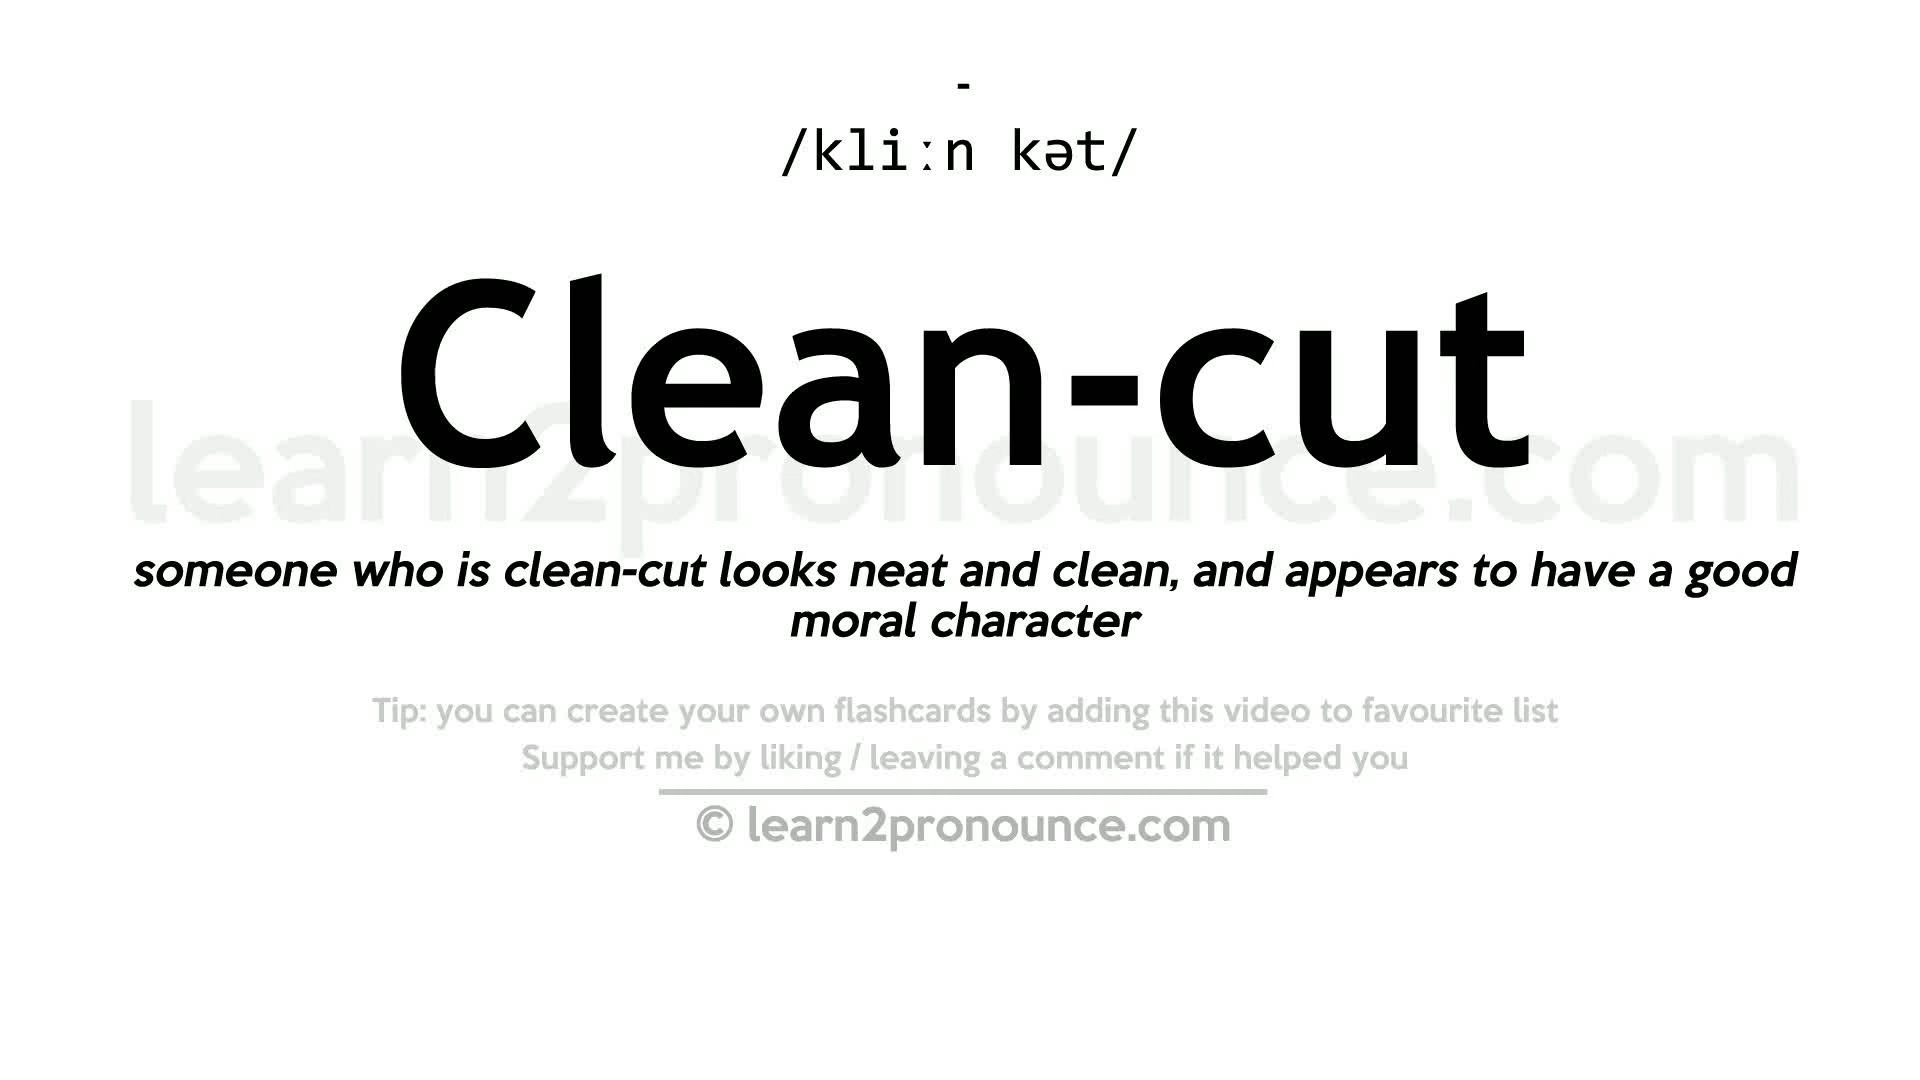 -
/kliːn kət/
Clean-cut
learn2pronounce.com
someone who is clean-cut looks neat and clean, and appears to have a good
moral character
Tip: you can create your own flashcards by adding this video to favourite list
Support me by liking / leaving a comment if it helped you
© learn2pronounce.com